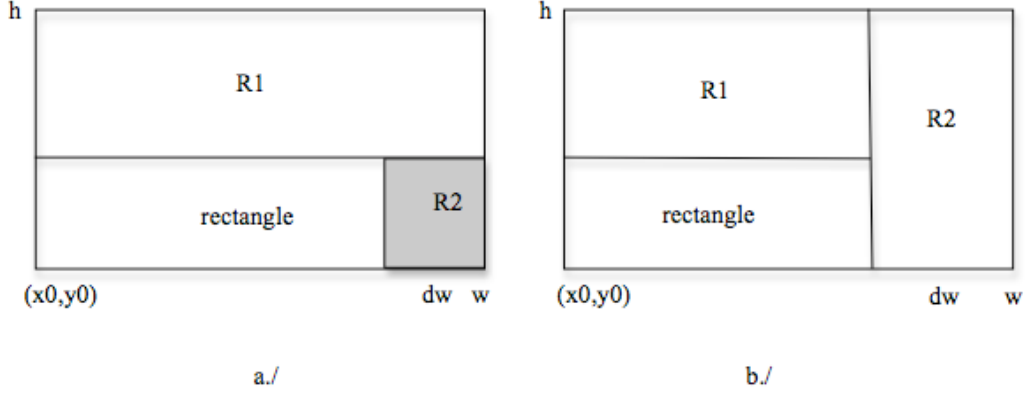 h
R1
R2
rectangle
(x0,y0)
dw
w
a./
h
R1
R2
rectangle
(x0,y0)
dw
w
b./